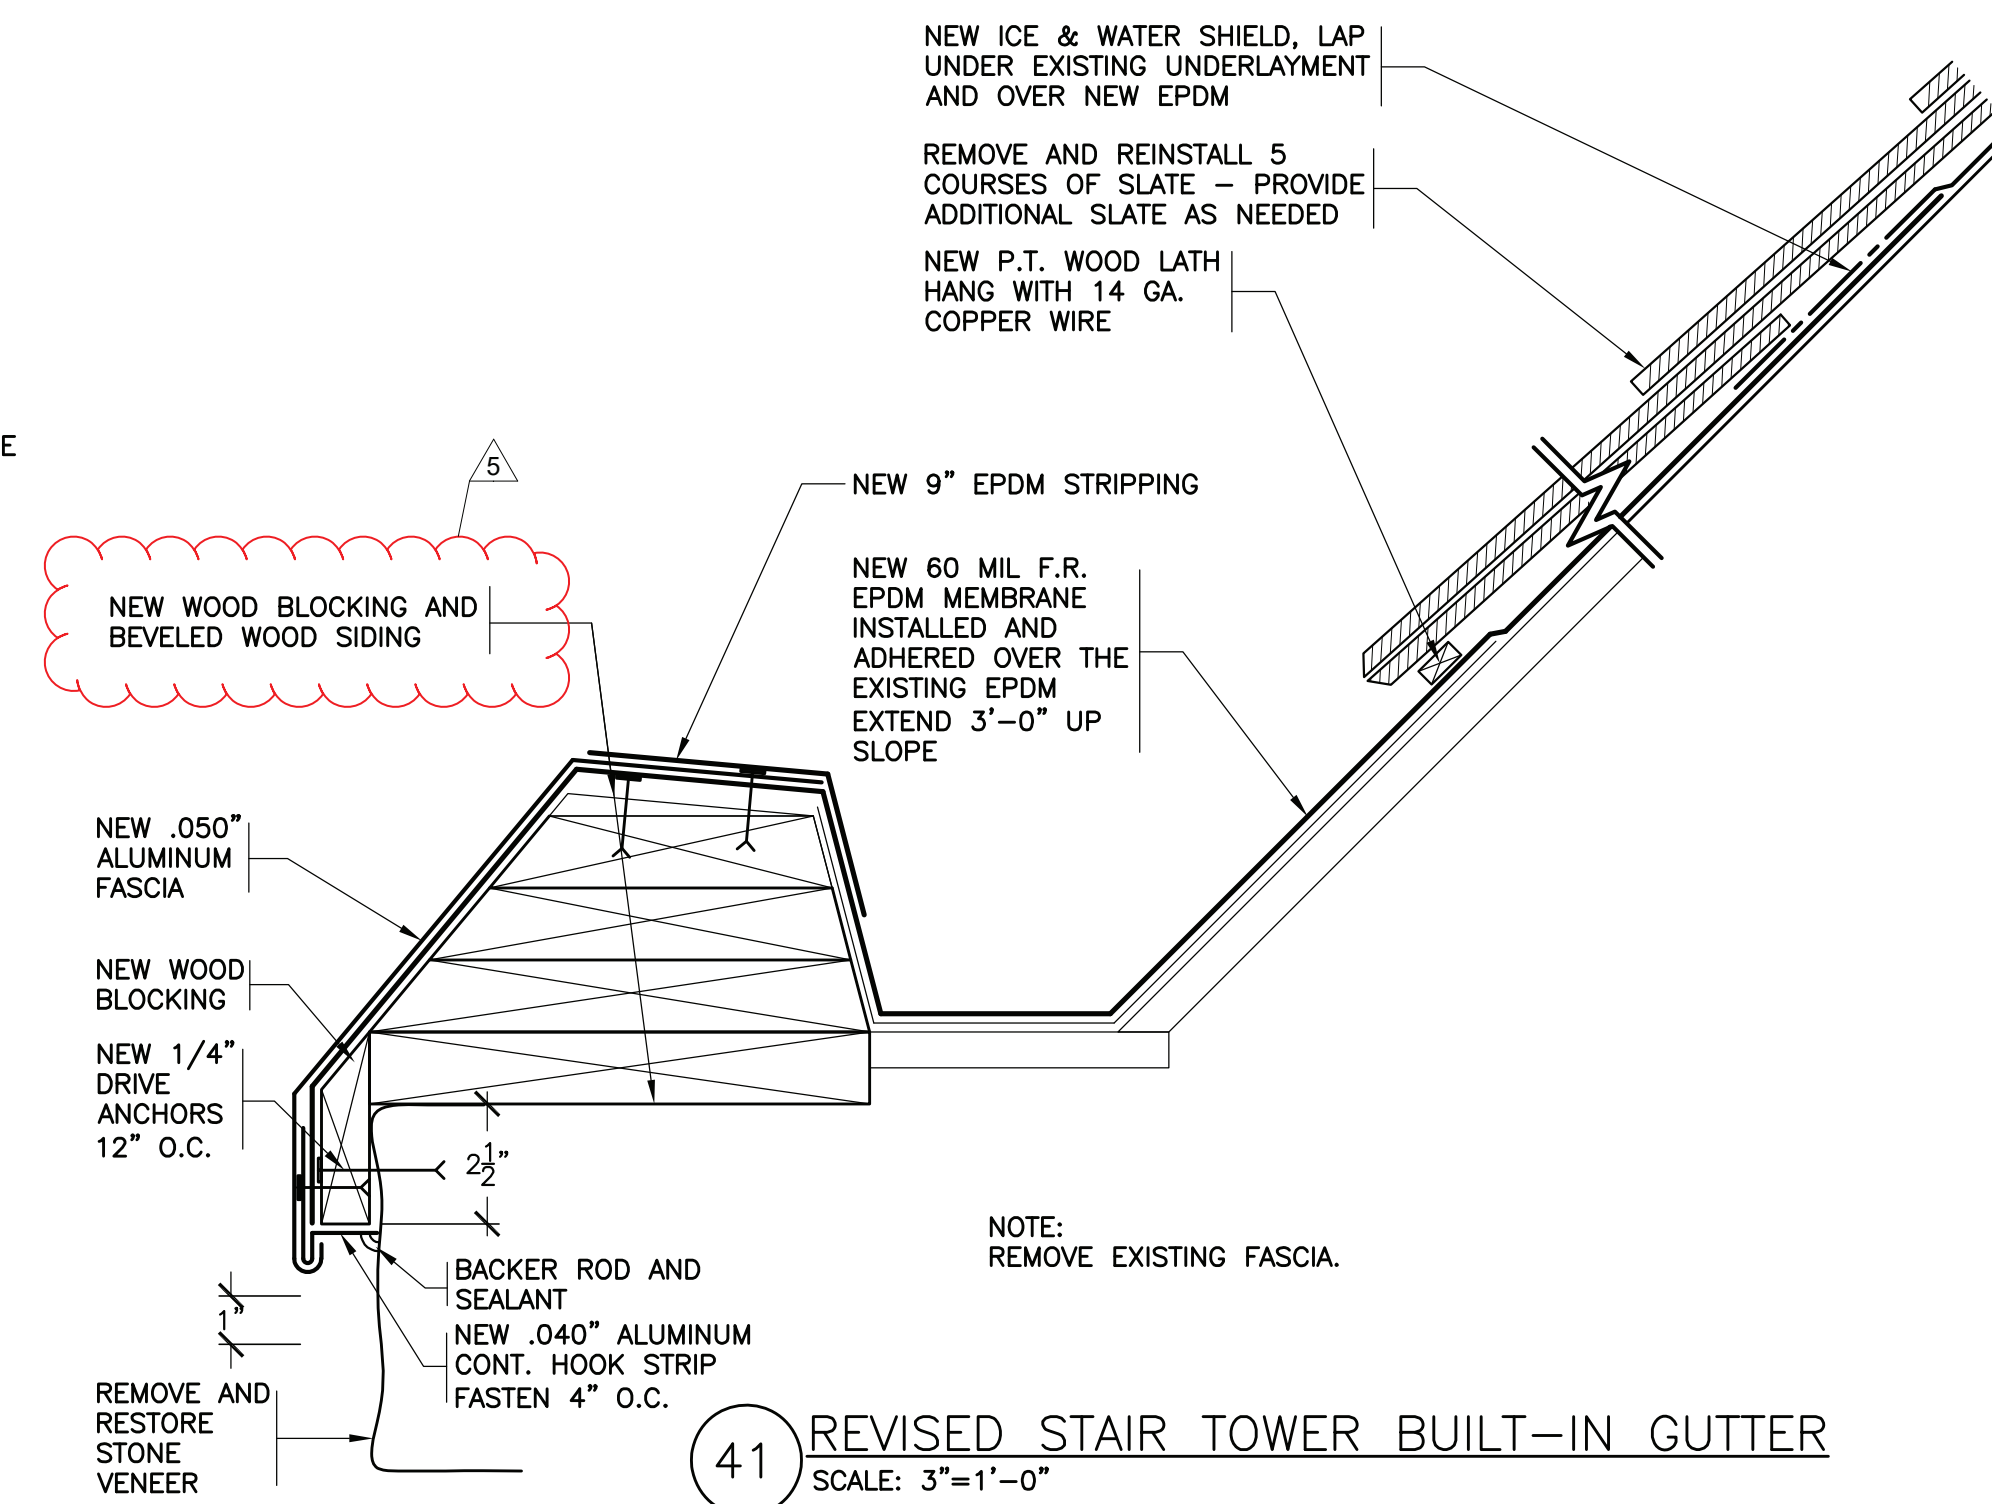 NEW ICE & WATER SHIELD, LAP
UNDER EXISTING UNDERLAYMENT
AND OVER NEW EPDM
REMOVE AND REINSTALL 5
COURSES OF SLATE – PROVIDE
ADDITIONAL SLATE AS NEEDED
NEW P.T. WOOD LATH
HANG WITH 14 GA.
COPPER WIRE
E
5
NEW 9" EPDM STRIPPING
NEW WOOD BLOCKING AND
BEVELED WOOD SIDING
NEW 60 MIL F.R.
EPDM MEMBRANE
INSTALLED AND
ADHERED OVER THE
EXISTING EPDM
EXTEND 3'–0" UP
SLOPE
NEW .050"
ALUMINUM
FASCIA
NEW WOOD
BLOCKING
NEW 1/4"
DRIVE
ANCHORS
12" O.C.
2 1/2"
1"
BACKER ROD AND
SEALANT
NEW .040" ALUMINUM
CONT. HOOK STRIP
FASTEN 4" O.C.
REMOVE AND
RESTORE
STONE
VENEER
NOTE:
REMOVE EXISTING FASCIA.
41
REVISED STAIR TOWER BUILT–IN GUTTER
SCALE: 3"=1'–0"